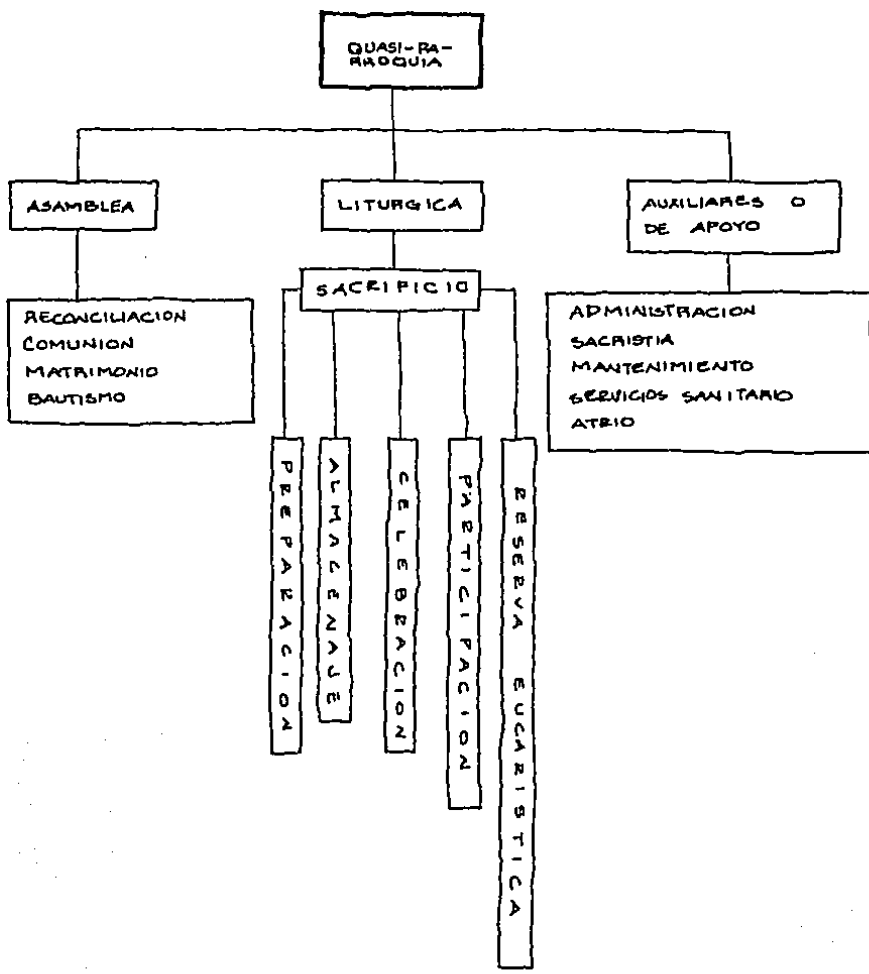 QUASI-PA-
RROQUIA
ASAMBLEA
LITURGICA
AUXILIARES O
DE APOYO
RECONCILIACION
COMUNION
MATRIMONIO
BAUTISMO
SACRIFICIO
ADMINISTRACION
SACRISTIA
MANTENIMIENTO
SERVICIOS SANITARIO
ATRIO
PREPARACION
ALMACENAJE
CELEBRACION
PARTICIPACION
RESERVA EUCARISTICA